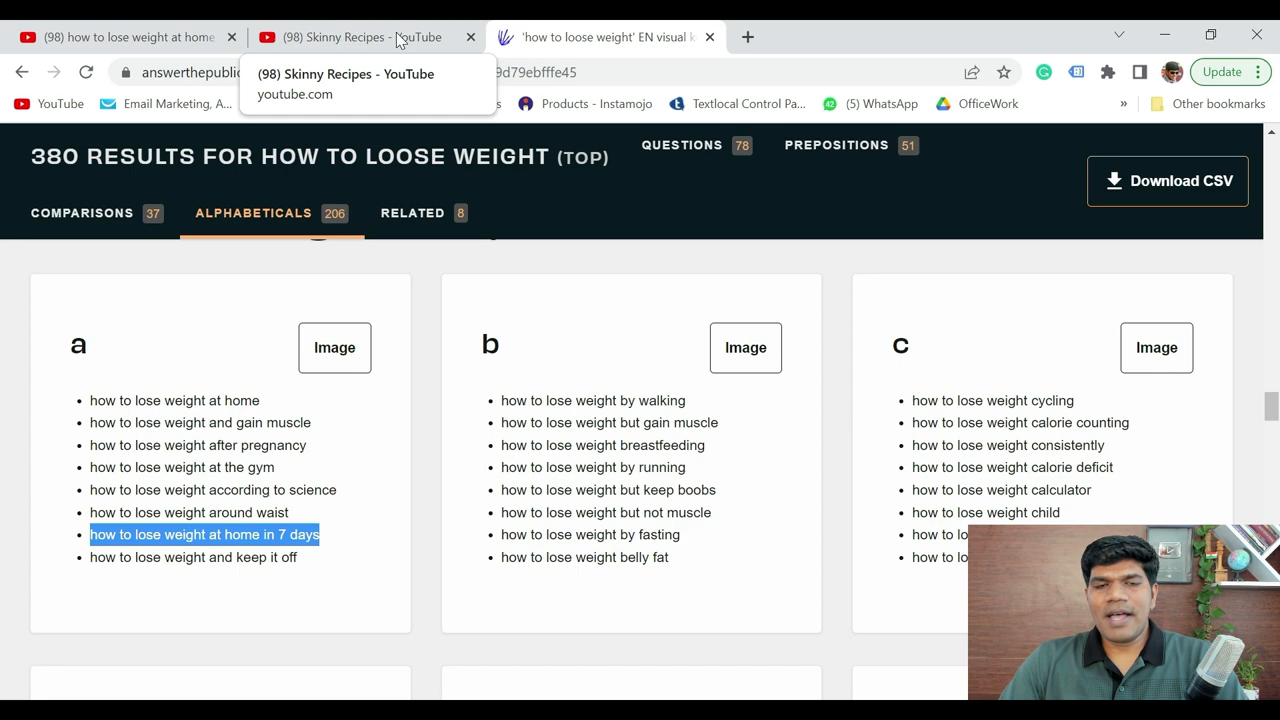 (98) how to lose weight at home
(98) Skinny Recipes - YouTube
'how to loose weight' EN visual k
(98) Skinny Recipes - YouTube
youtube.com
answerthepublic
9d79ebfffe45
Update
YouTube
Email Marketing, A...
s
Products - Instamojo
Textlocal Control Pa...
42
(5) WhatsApp
OfficeWork
»
Other bookmarks
380 RESULTS FOR HOW TO LOOSE WEIGHT (TOP)
QUESTIONS 78
PREPOSITIONS 51
Download CSV
COMPARISONS 37
ALPHABETICALS 206
RELATED 8
a
Image
how to lose weight at home
how to lose weight and gain muscle
how to lose weight after pregnancy
how to lose weight at the gym
how to lose weight according to science
how to lose weight around waist
how to lose weight at home in 7 days
how to lose weight and keep it off
b
Image
how to lose weight by walking
how to lose weight but gain muscle
how to lose weight breastfeeding
how to lose weight by running
how to lose weight but keep boobs
how to lose weight but not muscle
how to lose weight by fasting
how to lose weight belly fat
c
Image
how to lose weight cycling
how to lose weight calorie counting
how to lose weight consistently
how to lose weight calorie deficit
how to lose weight calculator
how to lose weight child
how to lo
how to lo